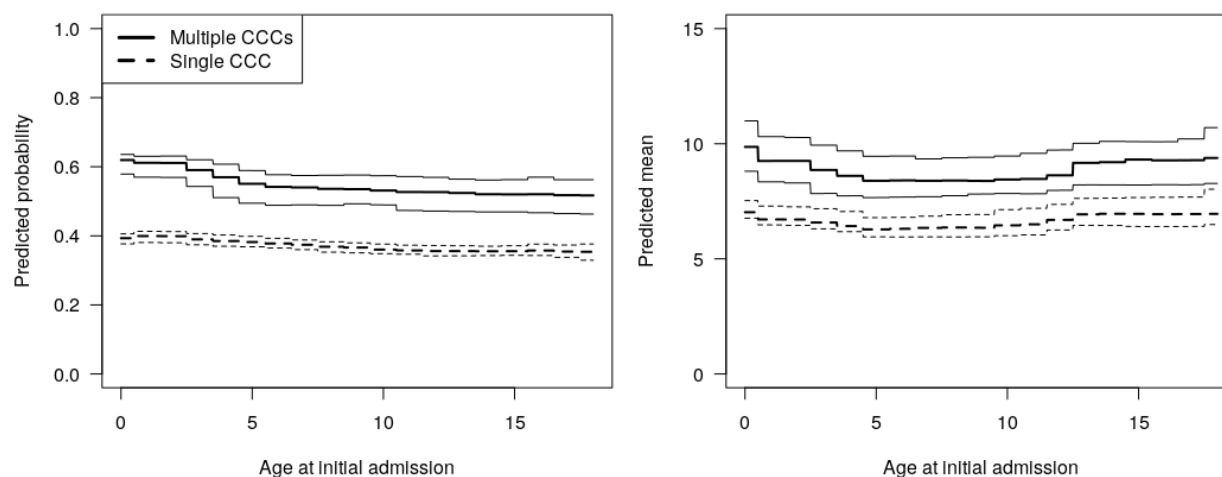 1.0
0.8
0.6
0.4
0.2
0.0
Predicted probability
Multiple CCCs
Single CCC
0 5 10 15
Age at initial admission
15
10
5
0
Predicted mean
0 5 10 15
Age at initial admission